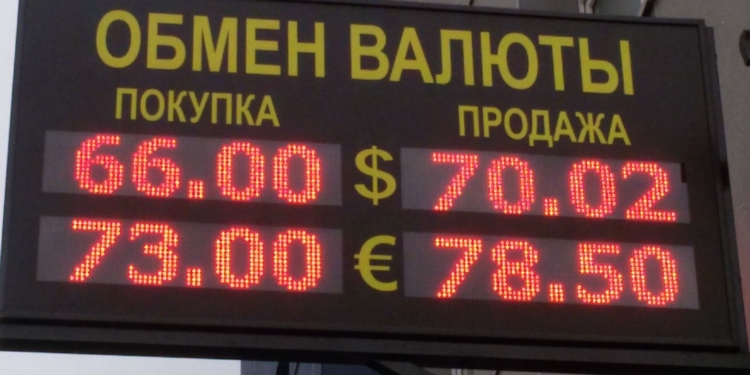 ОБМЕН ВАЛЮТЫ
ПОКУПКА ПРОДАЖА
66.00 $ 70.02
73.00 € 78.50